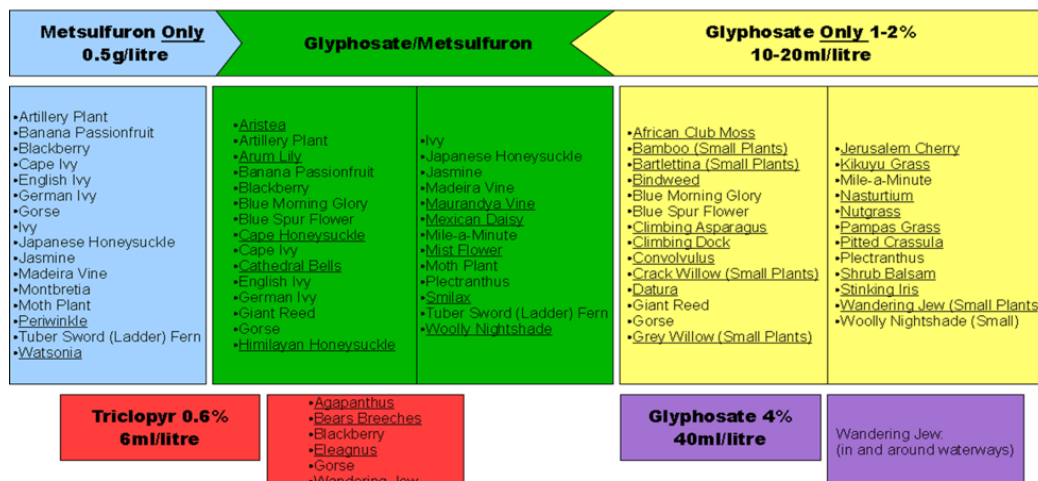 Metsulfuron Only
0.5g/litre
Glyphosate/Metsulfuron
Glyphosate Only 1-2%
10-20ml/litre
•Artillery Plant
•Banana Passionfruit
•Blackberry
•Cape Ivy
•English Ivy
•German Ivy
•Gorse
•Ivy
•Japanese Honeysuckle
•Jasmine
•Madeira Vine
•Montbretia
•Moth Plant
•Periwinkle
•Tuber Sword (Ladder) Fern
•Watsonia
•Aristea
•Artillery Plant
•Arum Lily
•Banana Passionfruit
•Blackberry
•Blue Morning Glory
•Blue Spur Flower
•Cape Honeysuckle
•Cape Ivy
•Cathedral Bells
•English Ivy
•German Ivy
•Giant Reed
•Gorse
•Himilayan Honeysuckle
•Ivy
•Japanese Honeysuckle
•Jasmine
•Madeira Vine
•Maurandya Vine
•Mexican Daisy
•Mile-a-Minute
•Mist Flower
•Moth Plant
•Plectranthus
•Smilax
•Tuber Sword (Ladder) Fern
•Woolly Nightshade
•African Club Moss
•Bamboo (Small Plants)
•Bartlettina (Small Plants)
•Bindweed
•Blue Morning Glory
•Blue Spur Flower
•Climbing Asparagus
•Climbing Dock
•Convolvulus
•Crack Willow (Small Plants)
•Datura
•Giant Reed
•Gorse
•Grey Willow (Small Plants)
•Jerusalem Cherry
•Kikuyu Grass
•Mile-a-Minute
•Nasturtium
•Nutgrass
•Pampas Grass
•Pitted Crassula
•Plectranthus
•Shrub Balsam
•Stinking Iris
•Wandering Jew (Small Plants
•Woolly Nightshade (Small)
Triclopyr 0.6%
6ml/litre
•Agapanthus
•Bears Breeches
•Blackberry
•Eleagnus
•Gorse
•Wandering Jew
Glyphosate 4%
40ml/litre
Wandering Jew:
(in and around waterways)